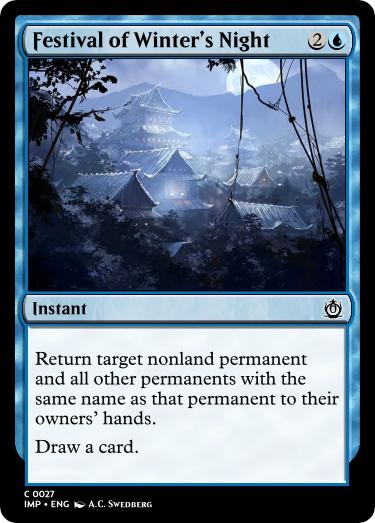 Festival of Winter's Night 2
Instant
Return target nonland permanent
and all other permanents with the
same name as that permanent to their
owners' hands.
Draw a card.
C 0027
IMP • ENG A.C. Swedberg